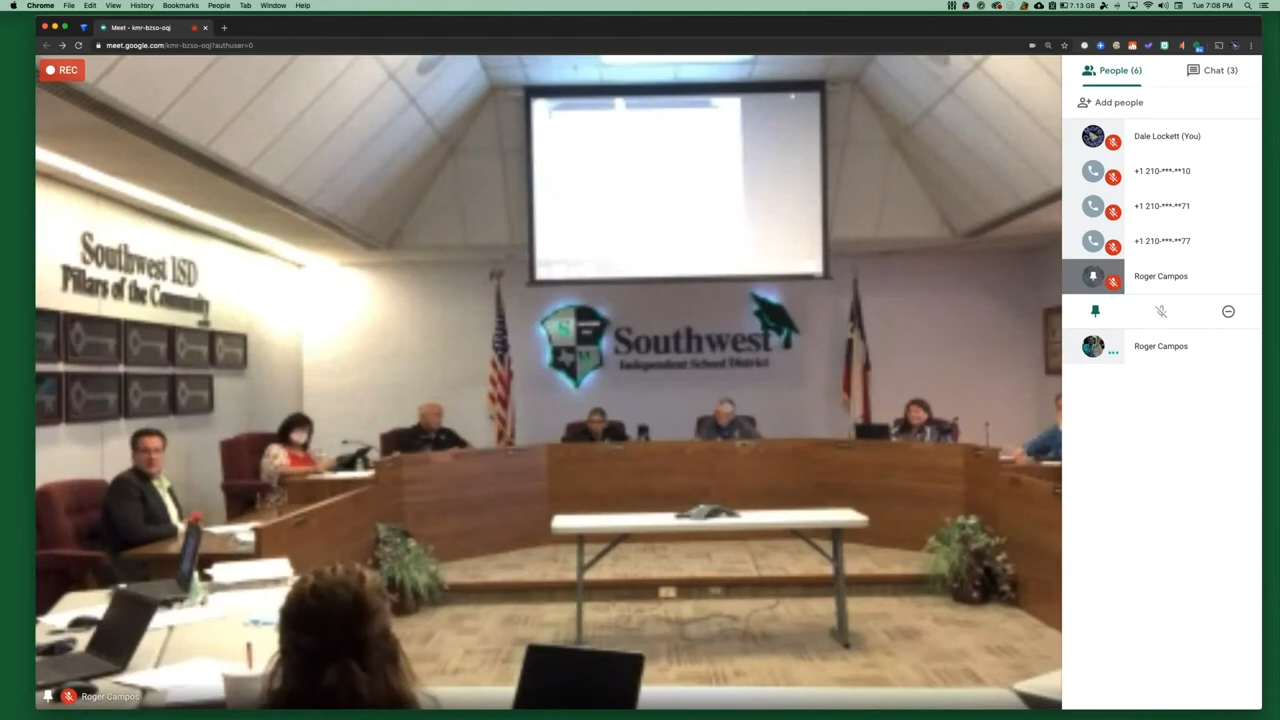 Chrome File Edit View History Bookmarks People Tab Window Help
7.13 GB
Tue 7:08 PM
Meet - kmr-bzso-oqj
meet.google.com/kmr-bzso-oqj?authuser=0
REC
People (6)
Chat (3)
Add people
Dale Lockett (You)
+1 210-***-**10
+1 210-***-**71
+1 210-***-**77
Roger Campos
Roger Campos
Southwest ISD
Pillars of the Community
S
Southwest
Independent School District
Roger Campos